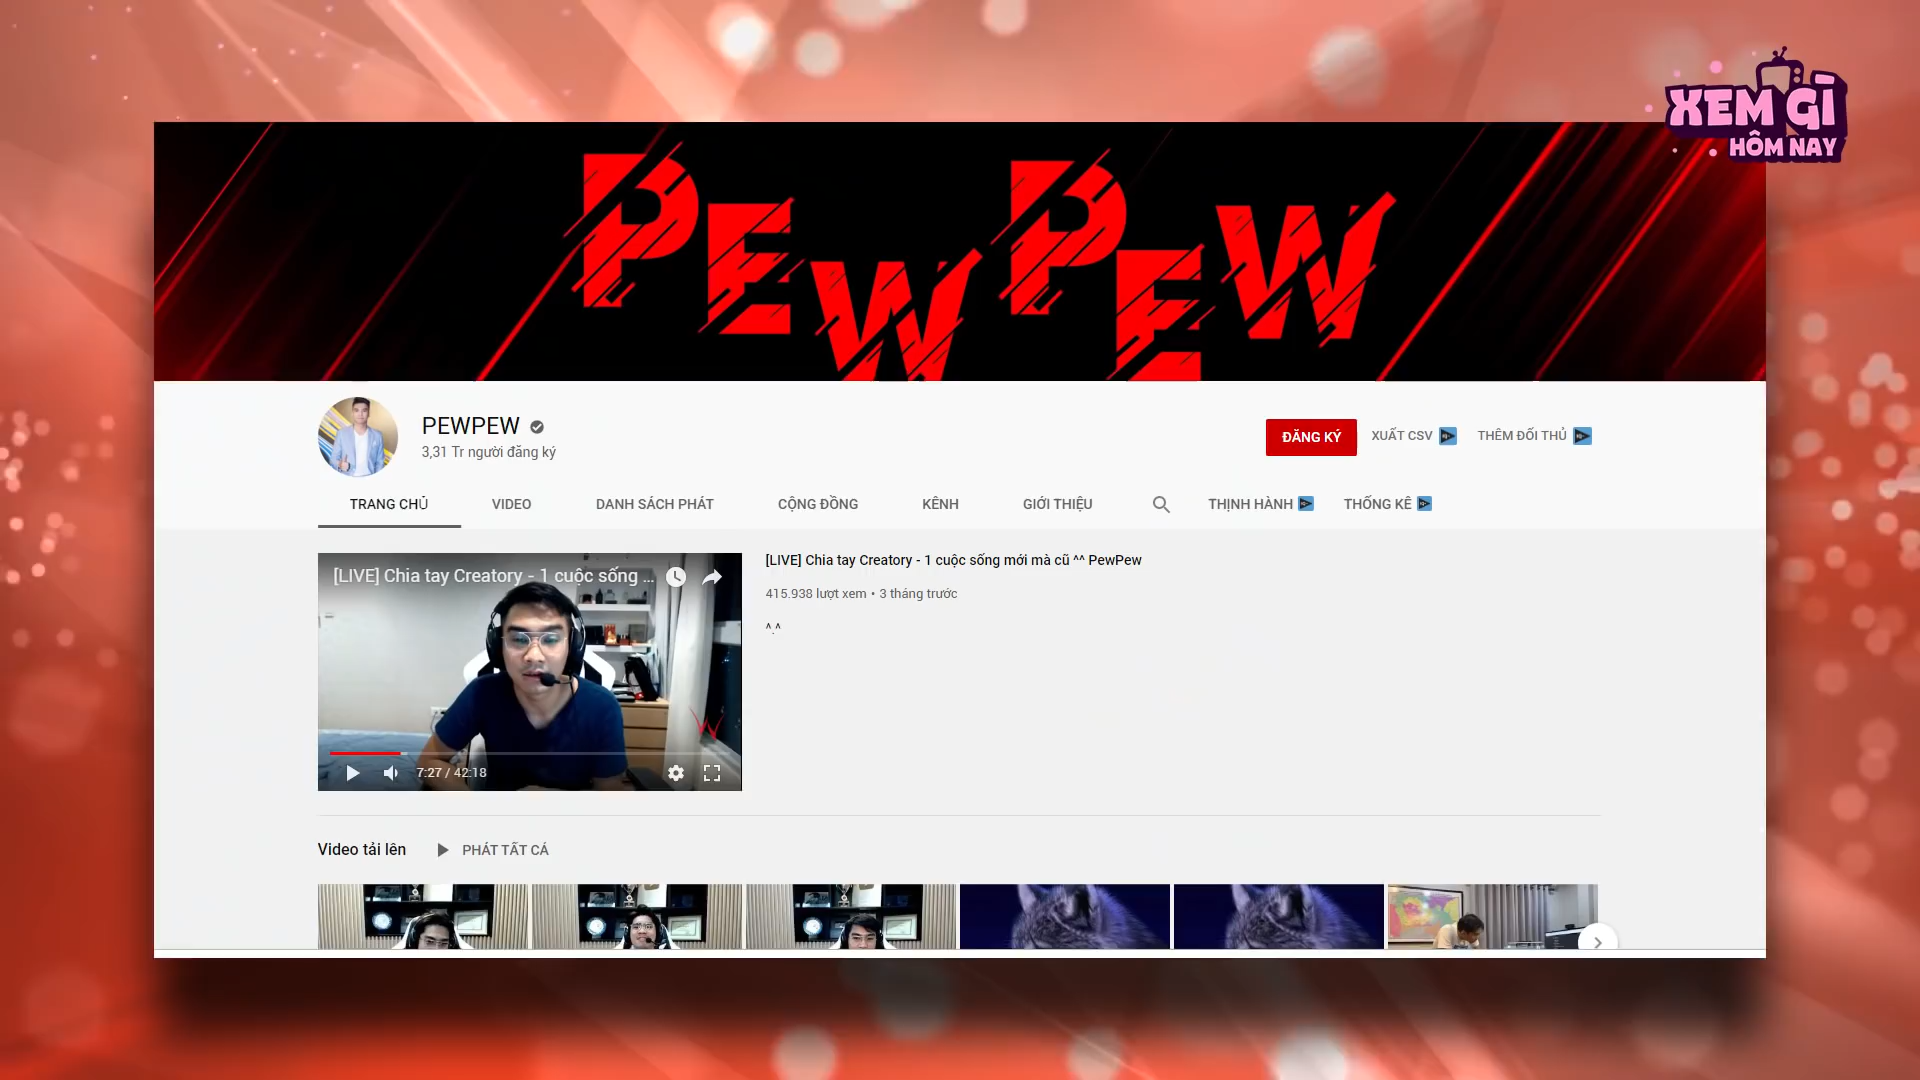 XEM GÌ
HÔM NAY
PEWPEW
PEWPEW
3,31 Tr người đăng ký
ĐĂNG KÝ
XUẤT CSV
THÊM ĐỐI THỦ
TRANG CHỦ
VIDEO
DANH SÁCH PHÁT
CỘNG ĐỒNG
KÊNH
GIỚI THIỆU
THỊNH HÀNH
THỐNG KÊ
[LIVE] Chia tay Creatory - 1 cuộc sống ...
7:27 / 42:18
[LIVE] Chia tay Creatory - 1 cuộc sống mới mà cũ ^^ PewPew
415.938 lượt xem • 3 tháng trước
^.^
Video tải lên
PHÁT TẤT CẢ